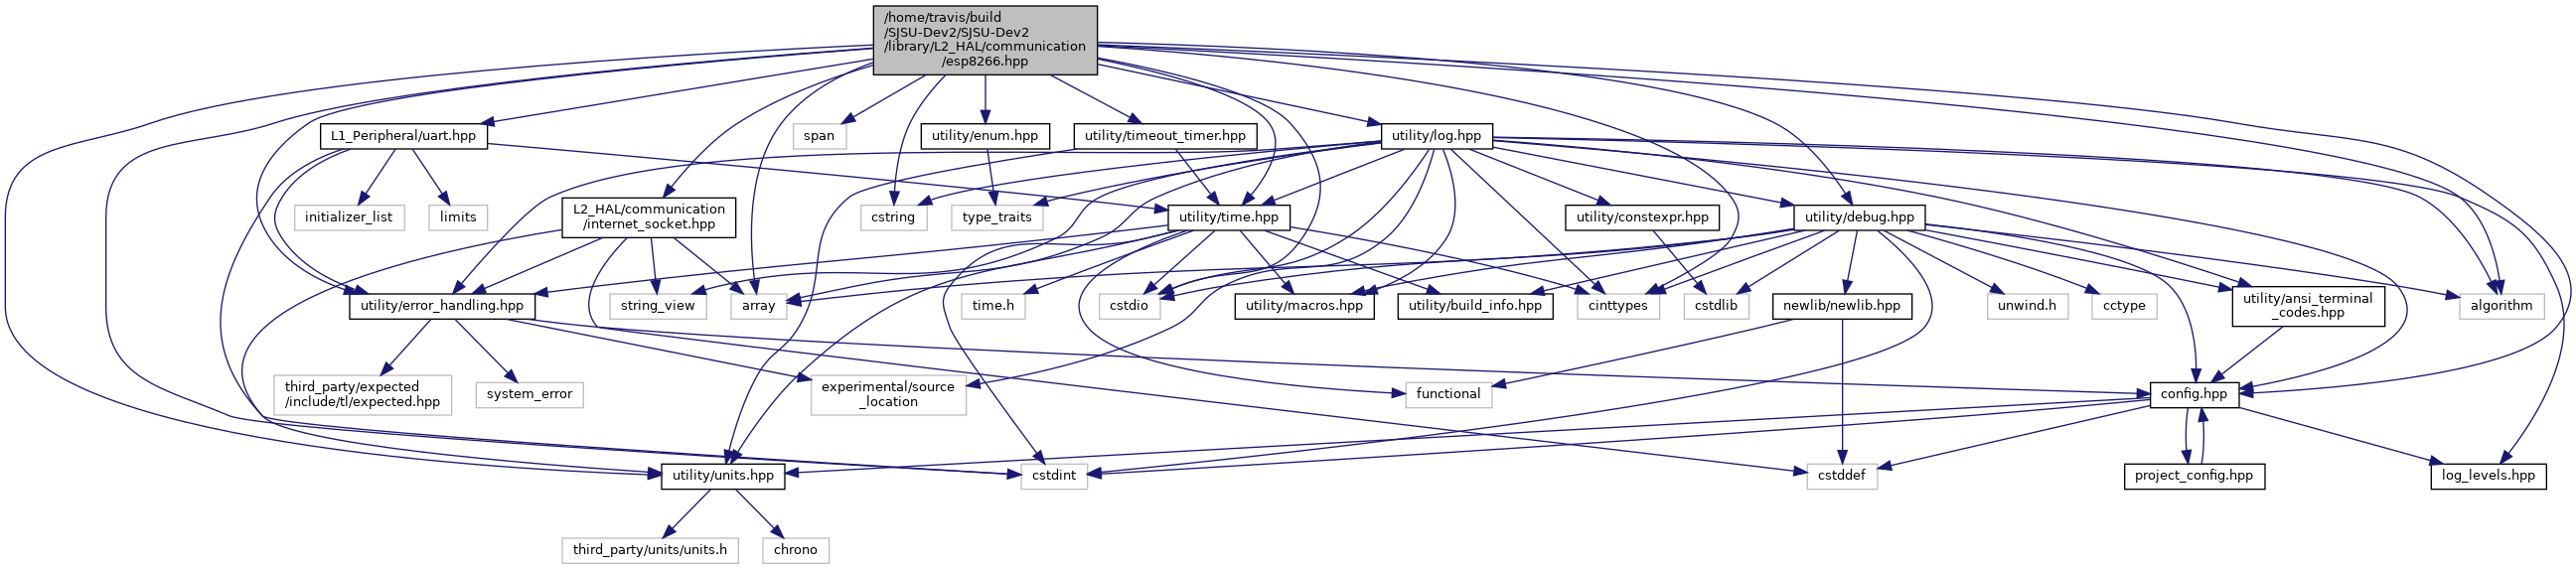 /home/travis/build
/SJSU-Dev2/SJSU-Dev2
/library/L2_HAL/communication
/esp8266.hpp
L1_Peripheral/uart.hpp
span
utility/enum.hpp
utility/timeout_timer.hpp
utility/log.hpp
initializer_list
limits
L2_HAL/communication
/internet_socket.hpp
cstring
type_traits
utility/time.hpp
utility/constexpr.hpp
utility/debug.hpp
utility/error_handling.hpp
string_view
array
time.h
cstdio
utility/macros.hpp
utility/build_info.hpp
cinttypes
cstdlib
newlib/newlib.hpp
unwind.h
cctype
utility/ansi_terminal
_codes.hpp
algorithm
third_party/expected
/include/tl/expected.hpp
system_error
experimental/source
_location
functional
config.hpp
utility/units.hpp
cstdint
cstddef
project_config.hpp
log_levels.hpp
third_party/units/units.h
chrono